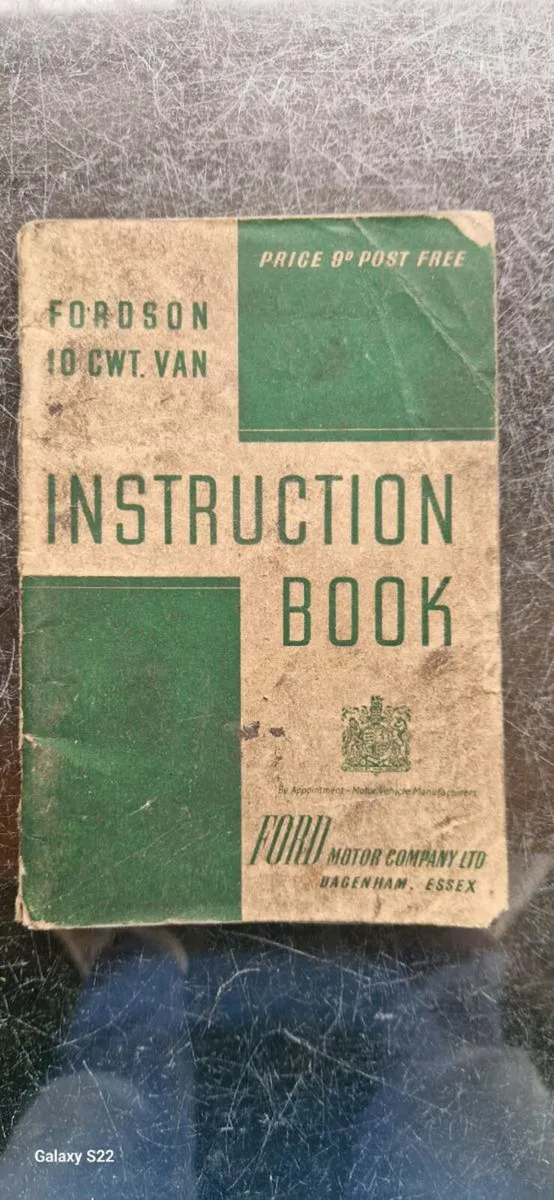 PRICE 9ᴰ POST FREE
FORDSON
10 CWT. VAN
INSTRUCTION
BOOK
By Appointment - Motor Vehicle Manufacturers
FORD MOTOR COMPANY LTD
DAGENHAM. ESSEX
Galaxy S22